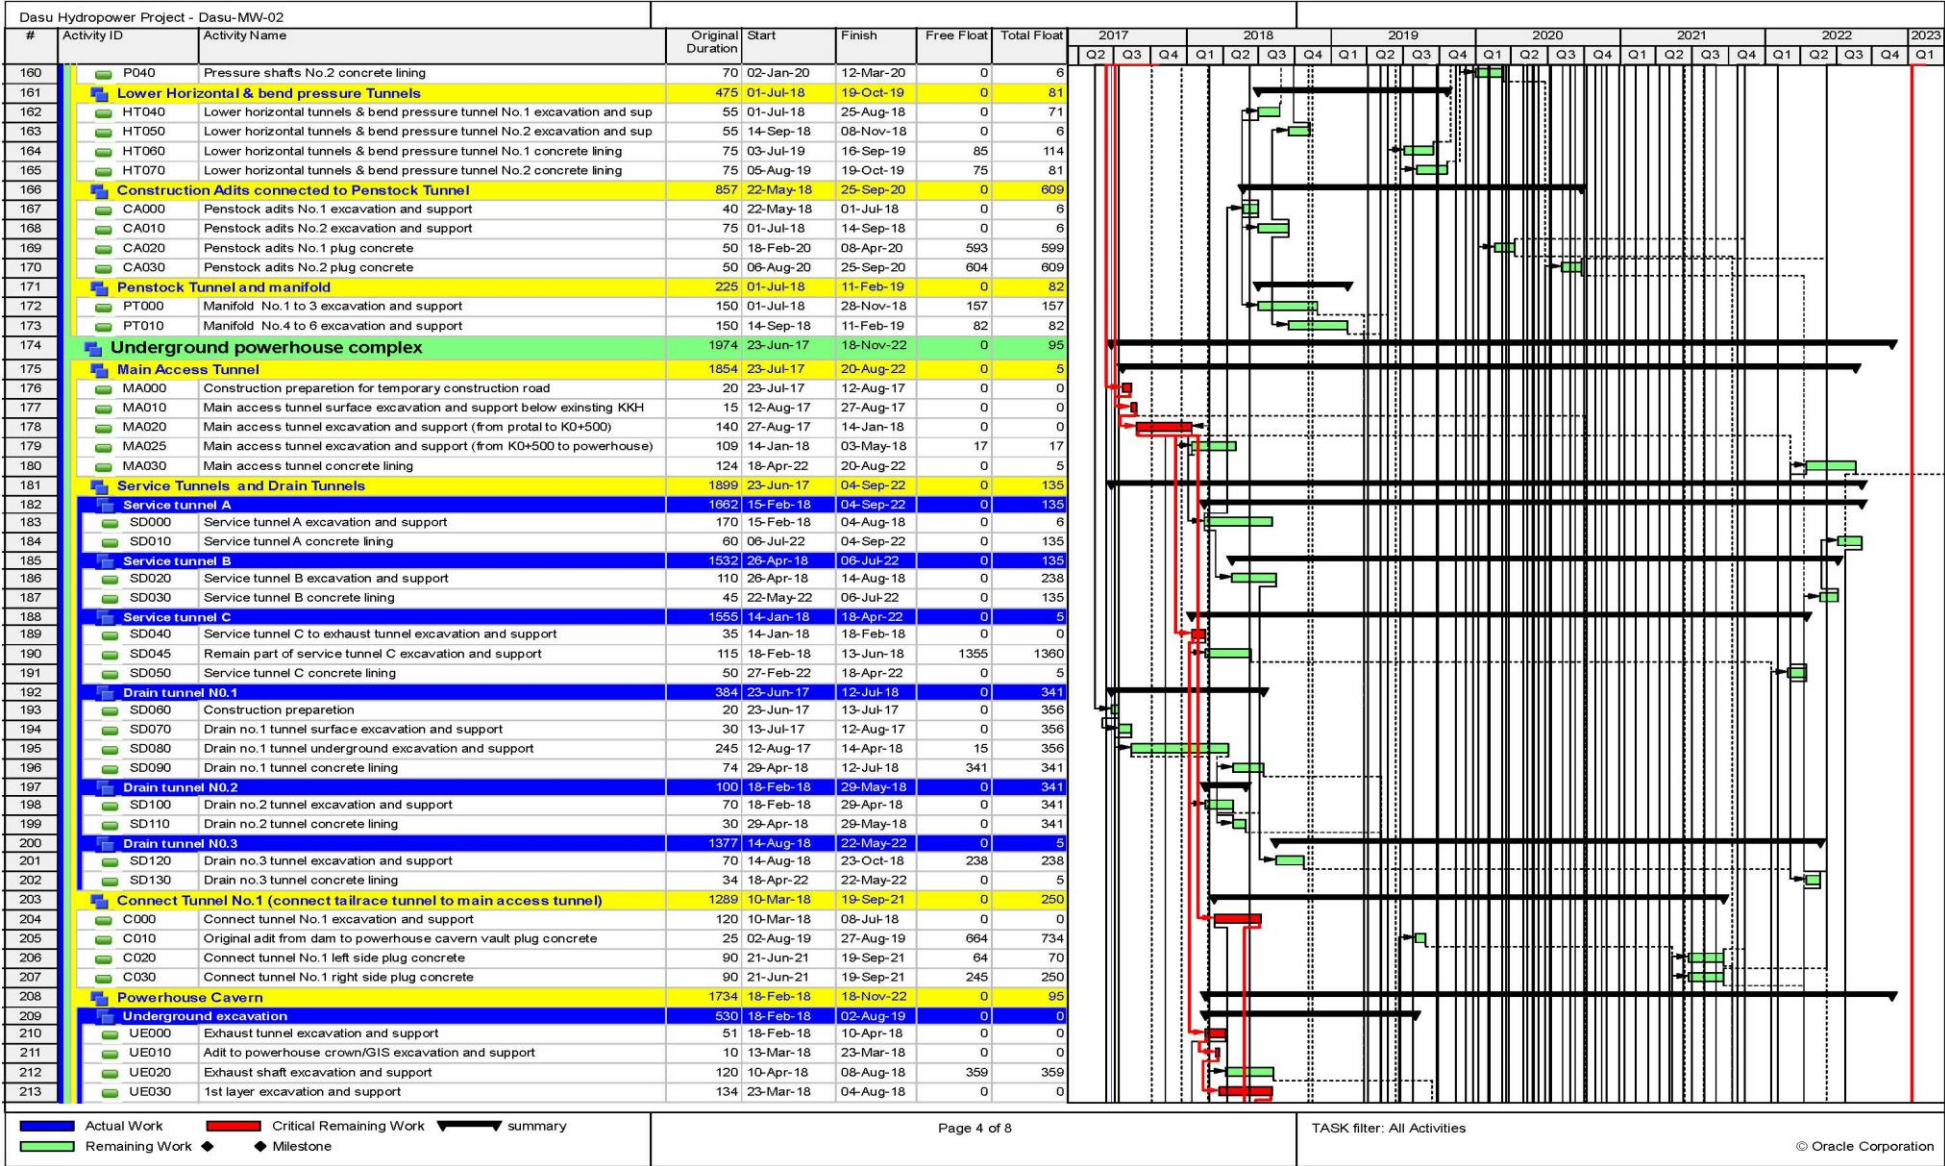 Dasu Hydropower Project - Dasu-MW-02
# Activity ID Activity Name Original Duration Start Finish Free Float Total Float 2017 2018 2019 2020 2021 2022 2023
Q2 Q3 Q4 Q1 Q2 Q3 Q4 Q1 Q2 Q3 Q4 Q1 Q2 Q3 Q4 Q1 Q2 Q3 Q4 Q1 Q2 Q3 Q4 Q1
160 P040 Pressure shafts No.2 concrete lining 70 02-Jan-20 12-Mar-20 0 6
161 Lower Horizontal & bend pressure Tunnels 475 01-Jul-18 19-Oct-19 0 81
162 HT040 Lower horizontal tunnels & bend pressure tunnel No.1 excavation and sup 55 01-Jul-18 25-Aug-18 0 71
163 HT050 Lower horizontal tunnels & bend pressure tunnel No.2 excavation and sup 55 14-Sep-18 08-Nov-18 0 6
164 HT060 Lower horizontal tunnels & bend pressure tunnel No.1 concrete lining 75 03-Jul-19 16-Sep-19 85 114
165 HT070 Lower horizontal tunnels & bend pressure tunnel No.2 concrete lining 75 05-Aug-19 19-Oct-19 75 81
166 Construction Adits connected to Penstock Tunnel 857 22-May-18 25-Sep-20 0 609
167 CA000 Penstock adits No.1 excavation and support 40 22-May-18 01-Jul-18 0 6
168 CA010 Penstock adits No.2 excavation and support 75 01-Jul-18 14-Sep-18 0 6
169 CA020 Penstock adits No.1 plug concrete 50 18-Feb-20 08-Apr-20 593 599
170 CA030 Penstock adits No.2 plug concrete 50 06-Aug-20 25-Sep-20 604 609
171 Penstock Tunnel and manifold 225 01-Jul-18 11-Feb-19 0 82
172 PT000 Manifold No.1 to 3 excavation and support 150 01-Jul-18 28-Nov-18 157 157
173 PT010 Manifold No.4 to 6 excavation and support 150 14-Sep-18 11-Feb-19 82 82
174 Underground powerhouse complex 1974 23-Jun-17 18-Nov-22 0 95
175 Main Access Tunnel 1854 23-Jul-17 20-Aug-22 0 5
176 MA000 Construction preparetion for temporary construction road 20 23-Jul-17 12-Aug-17 0 0
177 MA010 Main access tunnel surface excavation and support below exinsting KKH 15 12-Aug-17 27-Aug-17 0 0
178 MA020 Main access tunnel excavation and support (from protal to K0+500) 140 27-Aug-17 14-Jan-18 0 0
179 MA025 Main access tunnel excavation and support (from K0+500 to powerhouse) 109 14-Jan-18 03-May-18 17 17
180 MA030 Main access tunnel concrete lining 124 18-Apr-22 20-Aug-22 0 5
181 Service Tunnels and Drain Tunnels 1899 23-Jun-17 04-Sep-22 0 135
182 Service tunnel A 1662 15-Feb-18 04-Sep-22 0 135
183 SD000 Service tunnel A excavation and support 170 15-Feb-18 04-Aug-18 0 6
184 SD010 Service tunnel A concrete lining 60 06-Jul-22 04-Sep-22 0 135
185 Service tunnel B 1532 26-Apr-18 06-Jul-22 0 135
186 SD020 Service tunnel B excavation and support 110 26-Apr-18 14-Aug-18 0 238
187 SD030 Service tunnel B concrete lining 45 22-May-22 06-Jul-22 0 135
188 Service tunnel C 1555 14-Jan-18 18-Apr-22 0 5
189 SD040 Service tunnel C to exhaust tunnel excavation and support 35 14-Jan-18 18-Feb-18 0 0
190 SD045 Remain part of service tunnel C excavation and support 115 18-Feb-18 13-Jun-18 1355 1360
191 SD050 Service tunnel C concrete lining 50 27-Feb-22 18-Apr-22 0 5
192 Drain tunnel N0.1 384 23-Jun-17 12-Jul-18 0 341
193 SD060 Construction preparetion 20 23-Jun-17 13-Jul-17 0 356
194 SD070 Drain no.1 tunnel surface excavation and support 30 13-Jul-17 12-Aug-17 0 356
195 SD080 Drain no.1 tunnel underground excavation and support 245 12-Aug-17 14-Apr-18 15 356
196 SD090 Drain no.1 tunnel concrete lining 74 29-Apr-18 12-Jul-18 341 341
197 Drain tunnel N0.2 100 18-Feb-18 29-May-18 0 341
198 SD100 Drain no.2 tunnel excavation and support 70 18-Feb-18 29-Apr-18 0 341
199 SD110 Drain no.2 tunnel concrete lining 30 29-Apr-18 29-May-18 0 341
200 Drain tunnel N0.3 1377 14-Aug-18 22-May-22 0 5
201 SD120 Drain no.3 tunnel excavation and support 70 14-Aug-18 23-Oct-18 238 238
202 SD130 Drain no.3 tunnel concrete lining 34 18-Apr-22 22-May-22 0 5
203 Connect Tunnel No.1 (connect tailrace tunnel to main access tunnel) 1289 10-Mar-18 19-Sep-21 0 250
204 C000 Connect tunnel No.1 excavation and support 120 10-Mar-18 08-Jul-18 0 0
205 C010 Original adit from dam to powerhouse cavern vault plug concrete 25 02-Aug-19 27-Aug-19 664 734
206 C020 Connect tunnel No.1 left side plug concrete 90 21-Jun-21 19-Sep-21 64 70
207 C030 Connect tunnel No.1 right side plug concrete 90 21-Jun-21 19-Sep-21 245 250
208 Powerhouse Cavern 1734 18-Feb-18 18-Nov-22 0 95
209 Underground excavation 530 18-Feb-18 02-Aug-19 0 0
210 UE000 Exhaust tunnel excavation and support 51 18-Feb-18 10-Apr-18 0 0
211 UE010 Adit to powerhouse crown/GIS excavation and support 10 13-Mar-18 23-Mar-18 0 0
212 UE020 Exhaust shaft excavation and support 120 10-Apr-18 08-Aug-18 359 359
213 UE030 1st layer excavation and support 134 23-Mar-18 04-Aug-18 0 0
Actual Work Critical Remaining Work summary
Remaining Work Milestone
Page 4 of 8
TASK filter: All Activities
© Oracle Corporation